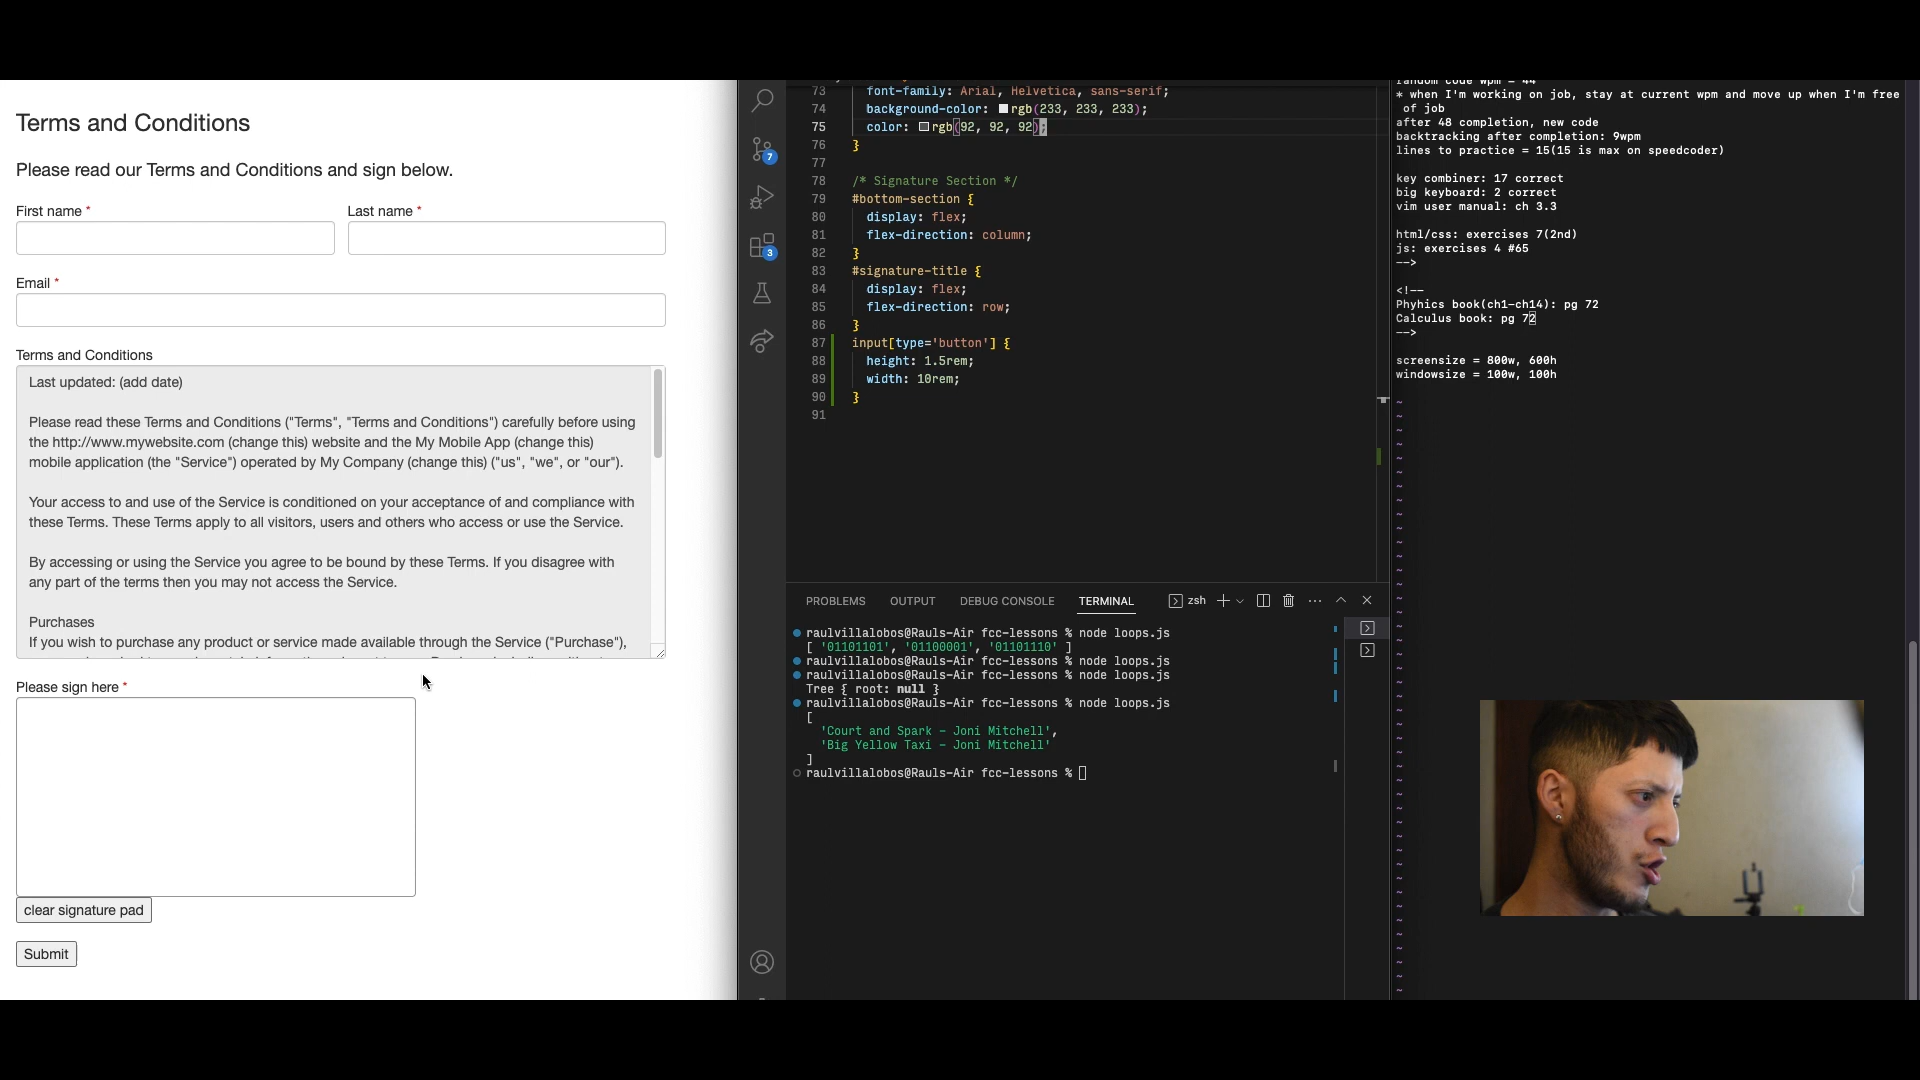 Terms and Conditions
Please read our Terms and Conditions and sign below.
First name *
Last name *
Email *
Terms and Conditions
Last updated: (add date)
Please read these Terms and Conditions ("Terms", "Terms and Conditions") carefully before using
the http://www.mywebsite.com (change this) website and the My Mobile App (change this)
mobile application (the "Service") operated by My Company (change this) ("us", "we", or "our").
Your access to and use of the Service is conditioned on your acceptance of and compliance with
these Terms. These Terms apply to all visitors, users and others who access or use the Service.
By accessing or using the Service you agree to be bound by these Terms. If you disagree with
any part of the terms then you may not access the Service.
Purchases
If you wish to purchase any product or service made available through the Service ("Purchase"),
Please sign here *
clear signature pad
Submit
7
3
73 font-family: Arial, Helvetica, sans-serif;
74 background-color: rgb(233, 233, 233);
75 color: rgb(92, 92, 92);
76 }
77
78 /* Signature Section */
79 #bottom-section {
80 display: flex;
81 flex-direction: column;
82 }
83 #signature-title {
84 display: flex;
85 flex-direction: row;
86 }
87 input[type='button'] {
88 height: 1.5rem;
89 width: 10rem;
90 }
91
PROBLEMS OUTPUT DEBUG CONSOLE TERMINAL zsh
raulvillalobos@Rauls-Air fcc-lessons % node loops.js
[ '01101101', '01100001', '01101110' ]
raulvillalobos@Rauls-Air fcc-lessons % node loops.js
raulvillalobos@Rauls-Air fcc-lessons % node loops.js
Tree { root: null }
raulvillalobos@Rauls-Air fcc-lessons % node loops.js
[
'Court and Spark - Joni Mitchell',
'Big Yellow Taxi - Joni Mitchell'
]
raulvillalobos@Rauls-Air fcc-lessons %
random code wpm = 44
* when I'm working on job, stay at current wpm and move up when I'm free
of job
after 48 completion, new code
backtracking after completion: 9wpm
lines to practice = 15(15 is max on speedcoder)
key combiner: 17 correct
big keyboard: 2 correct
vim user manual: ch 3.3
html/css: exercises 7(2nd)
js: exercises 4 #65
-->
<!--
Phyhics book(ch1-ch14): pg 72
Calculus book: pg 72
-->
screensize = 800w, 600h
windowsize = 100w, 100h